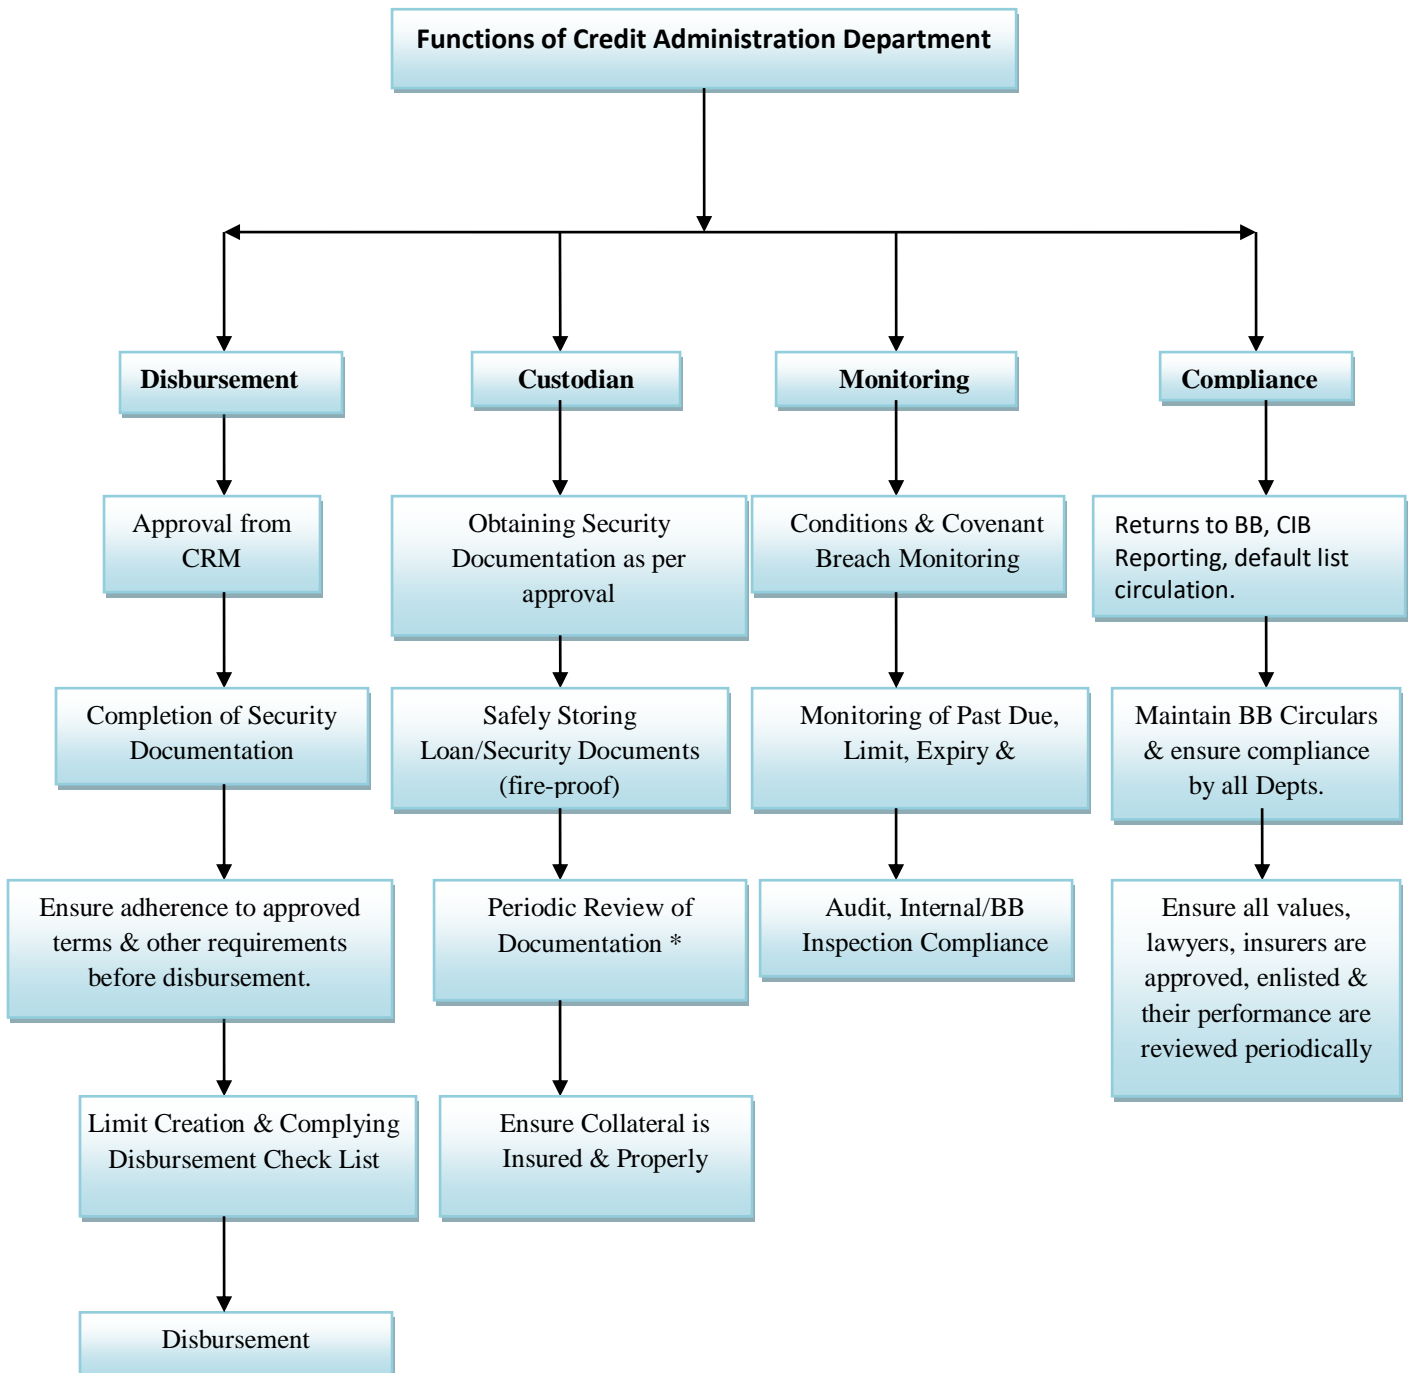 Functions of Credit Administration Department
Disbursement
Custodian
Monitoring
Compliance
Approval from
CRM
Obtaining Security
Documentation as per
approval
Conditions & Covenant
Breach Monitoring
Returns to BB, CIB
Reporting, default list
circulation.
Completion of Security
Documentation
Safely Storing
Loan/Security Documents
(fire-proof)
Monitoring of Past Due,
Limit, Expiry &
Maintain BB Circulars
& ensure compliance
by all Depts.
Ensure adherence to approved
terms & other requirements
before disbursement.
Periodic Review of
Documentation *
Audit, Internal/BB
Inspection Compliance
Ensure all values,
lawyers, insurers are
approved, enlisted &
their performance are
reviewed periodically
Limit Creation & Complying
Disbursement Check List
Ensure Collateral is
Insured & Properly
Disbursement